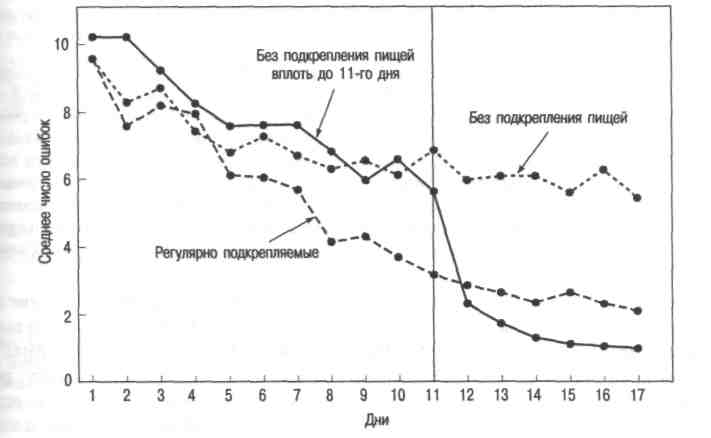 Среднее число ошибок
10
8
6
4
2
0
Без подкрепления пищей
вплоть до 11-го дня
Без подкрепления пищей
Регулярно подкрепляемые
1 2 3 4 5 6 7 8 9 10 11 12 13 14 15 16 17
Дни